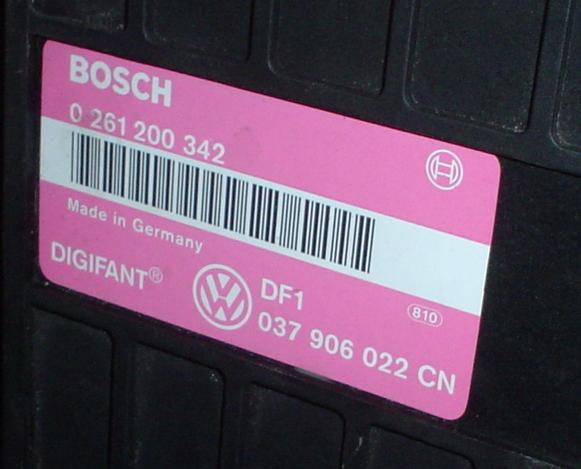 BOSCH
0 261 200 342
Made in Germany
DIGIFANT®
DF1
810
037 906 022 CN